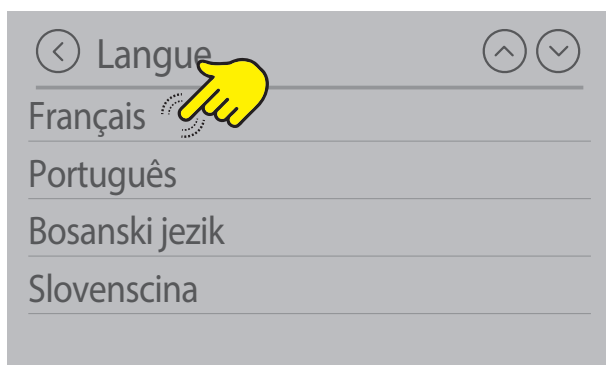 Langue
Français
Português
Bosanski jezik
Slovenscina